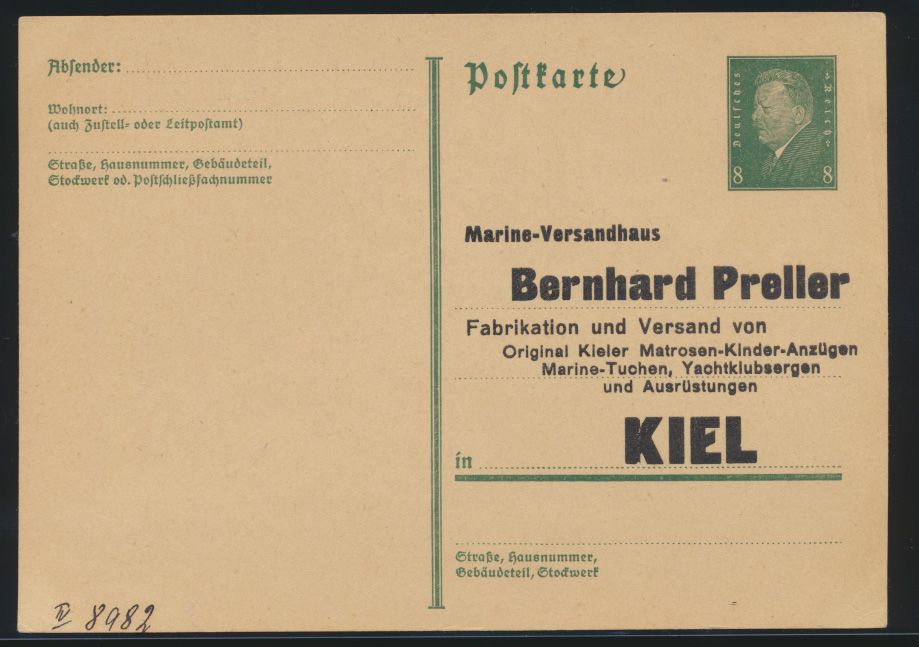 Absender:
Wohnort:
(auch Zustell- oder Leitpostamt)
Straße, Hausnummer, Gebäudeteil,
Stockwerk od. Postschließfachnummer
Postkarte
Deutsches
Reich
8 8
Marine-Versandhaus
Bernhard Preller
Fabrikation und Versand von
Original Kieler Matrosen-Kinder-Anzügen
Marine-Tuchen, Yachtklubsergen
und Ausrüstungen
in KIEL
Straße, Hausnummer,
Gebäudeteil, Stockwerk
IV 8982